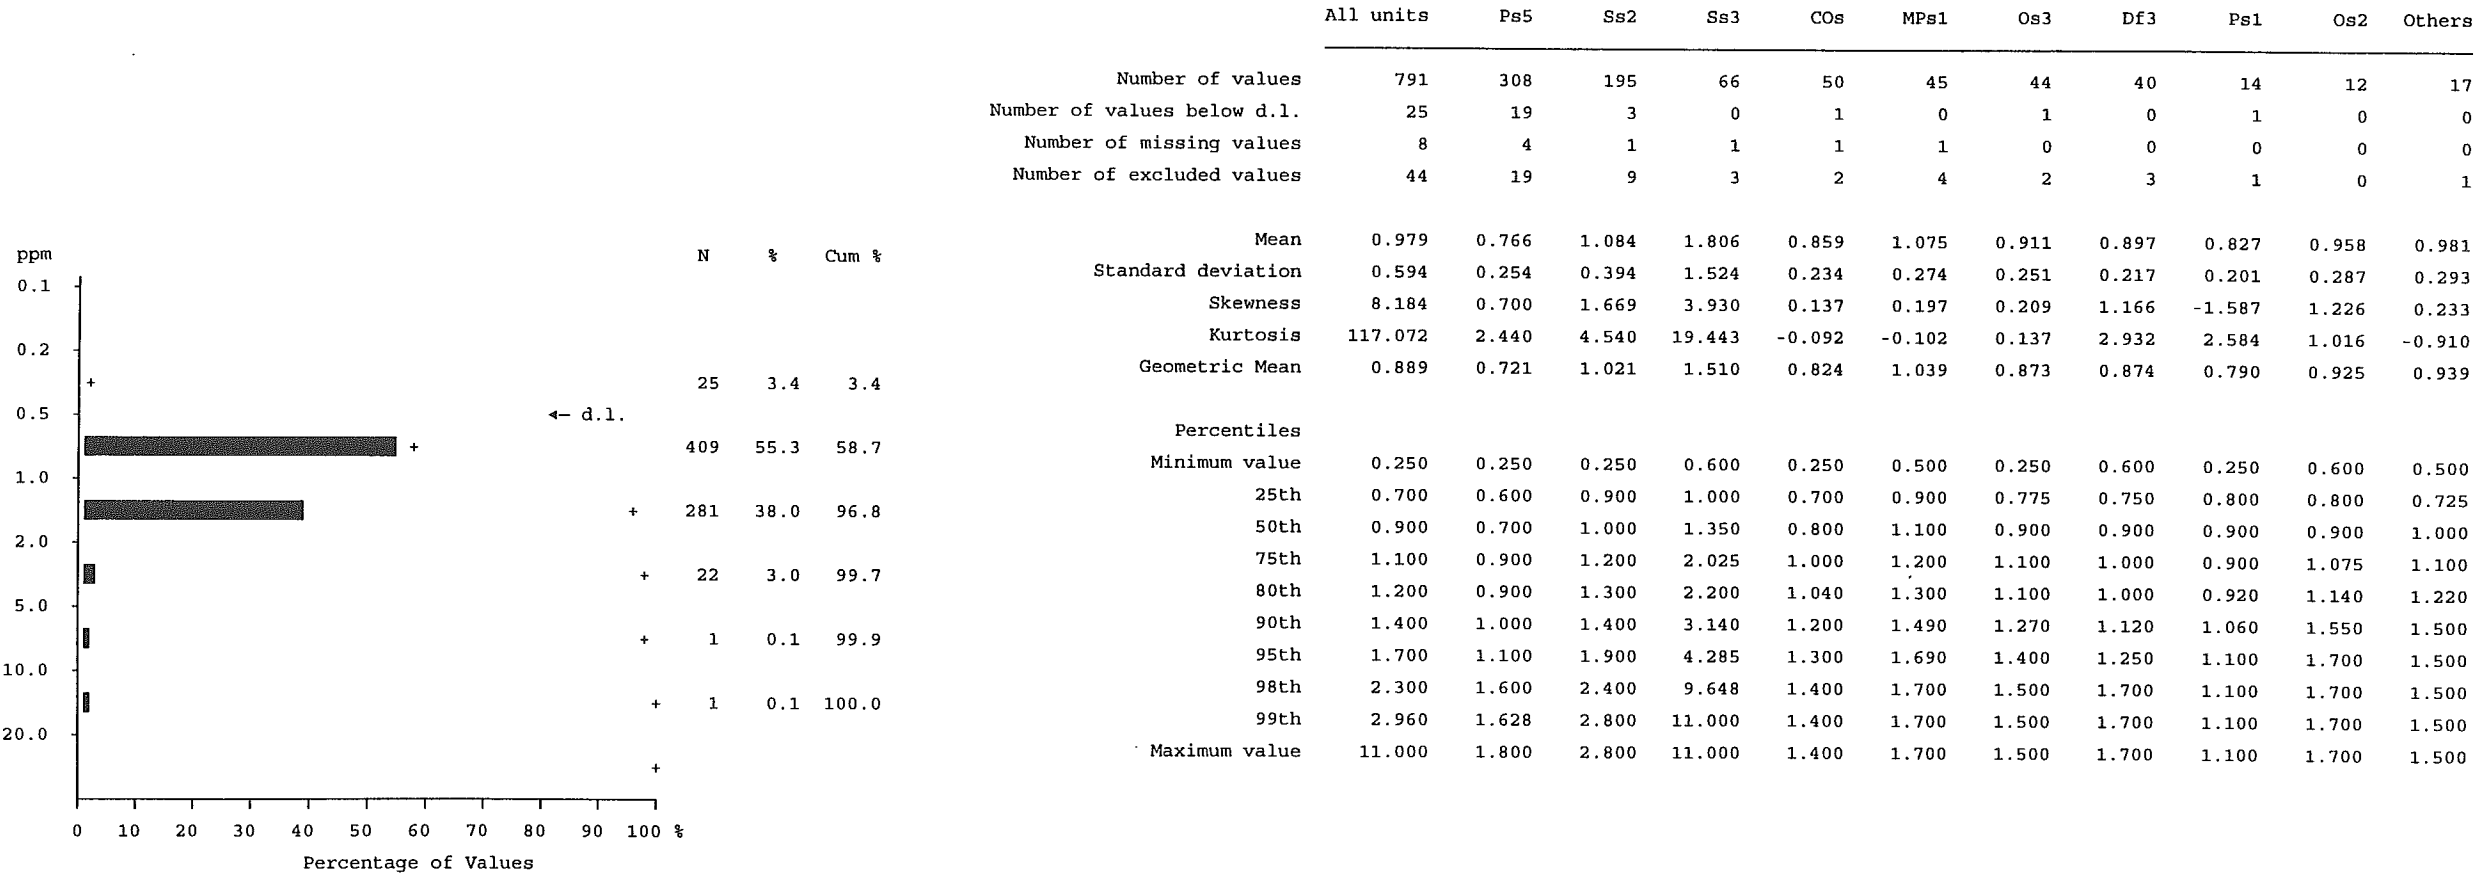 All units Ps5 Ss2 Ss3 COs MPs1 Os3 Df3 Ps1 Os2 Others
Number of values 791 308 195 66 50 45 44 40 14 12 17
Number of values below d.l. 25 19 3 0 1 0 1 0 1 0 0
Number of missing values 8 4 1 1 1 1 0 0 0 0 0
Number of excluded values 44 19 9 3 2 4 2 3 1 0 1
Mean 0.979 0.766 1.084 1.806 0.859 1.075 0.911 0.897 0.827 0.958 0.981
Standard deviation 0.594 0.254 0.394 1.524 0.234 0.274 0.251 0.217 0.201 0.287 0.293
Skewness 8.184 0.700 1.669 3.930 0.137 0.197 0.209 1.166 -1.587 1.226 0.233
Kurtosis 117.072 2.440 4.540 19.443 -0.092 -0.102 0.137 2.932 2.584 1.016 -0.910
Geometric Mean 0.889 0.721 1.021 1.510 0.824 1.039 0.873 0.874 0.790 0.925 0.939
Percentiles
Minimum value 0.250 0.250 0.250 0.600 0.250 0.500 0.250 0.600 0.250 0.600 0.500
25th 0.700 0.600 0.900 1.000 0.700 0.900 0.775 0.750 0.800 0.800 0.725
50th 0.900 0.700 1.000 1.350 0.800 1.100 0.900 0.900 0.900 0.900 1.000
75th 1.100 0.900 1.200 2.025 1.000 1.200 1.100 1.000 0.900 1.075 1.100
80th 1.200 0.900 1.300 2.200 1.040 1.300 1.100 1.000 0.920 1.140 1.220
90th 1.400 1.000 1.400 3.140 1.200 1.490 1.270 1.120 1.060 1.550 1.500
95th 1.700 1.100 1.900 4.285 1.300 1.690 1.400 1.250 1.100 1.700 1.500
98th 2.300 1.600 2.400 9.648 1.400 1.700 1.500 1.700 1.100 1.700 1.500
99th 2.960 1.628 2.800 11.000 1.400 1.700 1.500 1.700 1.100 1.700 1.500
Maximum value 11.000 1.800 2.800 11.000 1.400 1.700 1.500 1.700 1.100 1.700 1.500
ppm N % Cum %
0.1
0.2
+ 25 3.4 3.4
0.5 d.l.
+ 409 55.3 58.7
1.0
+ 281 38.0 96.8
2.0
+ 22 3.0 99.7
5.0
+ 1 0.1 99.9
10.0
+ 1 0.1 100.0
20.0
+
0 10 20 30 40 50 60 70 80 90 100 %
Percentage of Values